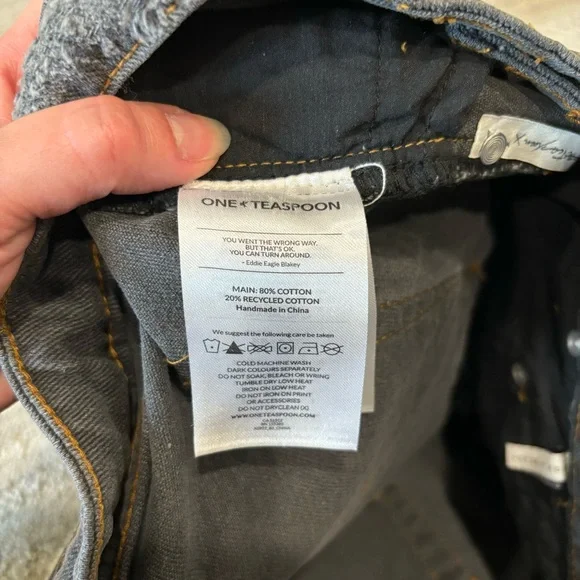 ONE TEASPOON
YOU WENT THE WRONG WAY.
BUT THAT'S OK.
YOU CAN TURN AROUND.
- Eddie Eagle Blakey
MAIN: 80% COTTON
20% RECYCLED COTTON
Handmade in China
We suggest the following care be taken
COLD MACHINE WASH
DARK COLOURS SEPARATELY
DO NOT SOAK, BLEACH OR WRING
TUMBLE DRY LOW HEAT
IRON ON LOW HEAT
DO NOT IRON ON PRINT
OR ACCESSORIES
DO NOT DRYCLEAN (X)
WWW.ONETEASPOON.COM